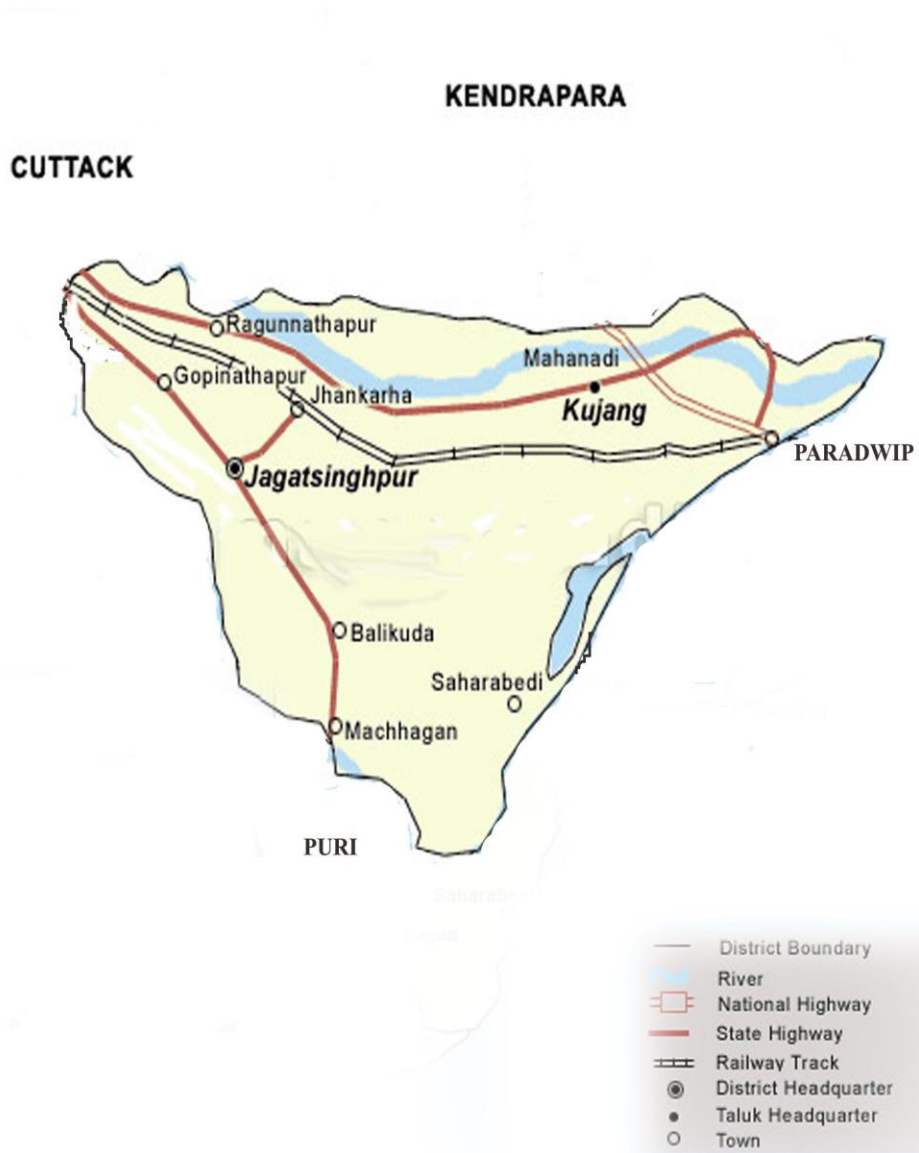 KENDRAPARA
CUTTACK
Ragunnathapur
Mahanadi
Gopinathapur
Jhankarha
Kujang
PARADWIP
Jagatsinghpur
Balikuda
Saharabedi
Machhagan
PURI
District Boundary
River
National Highway
State Highway
Railway Track
District Headquarter
Taluk Headquarter
Town